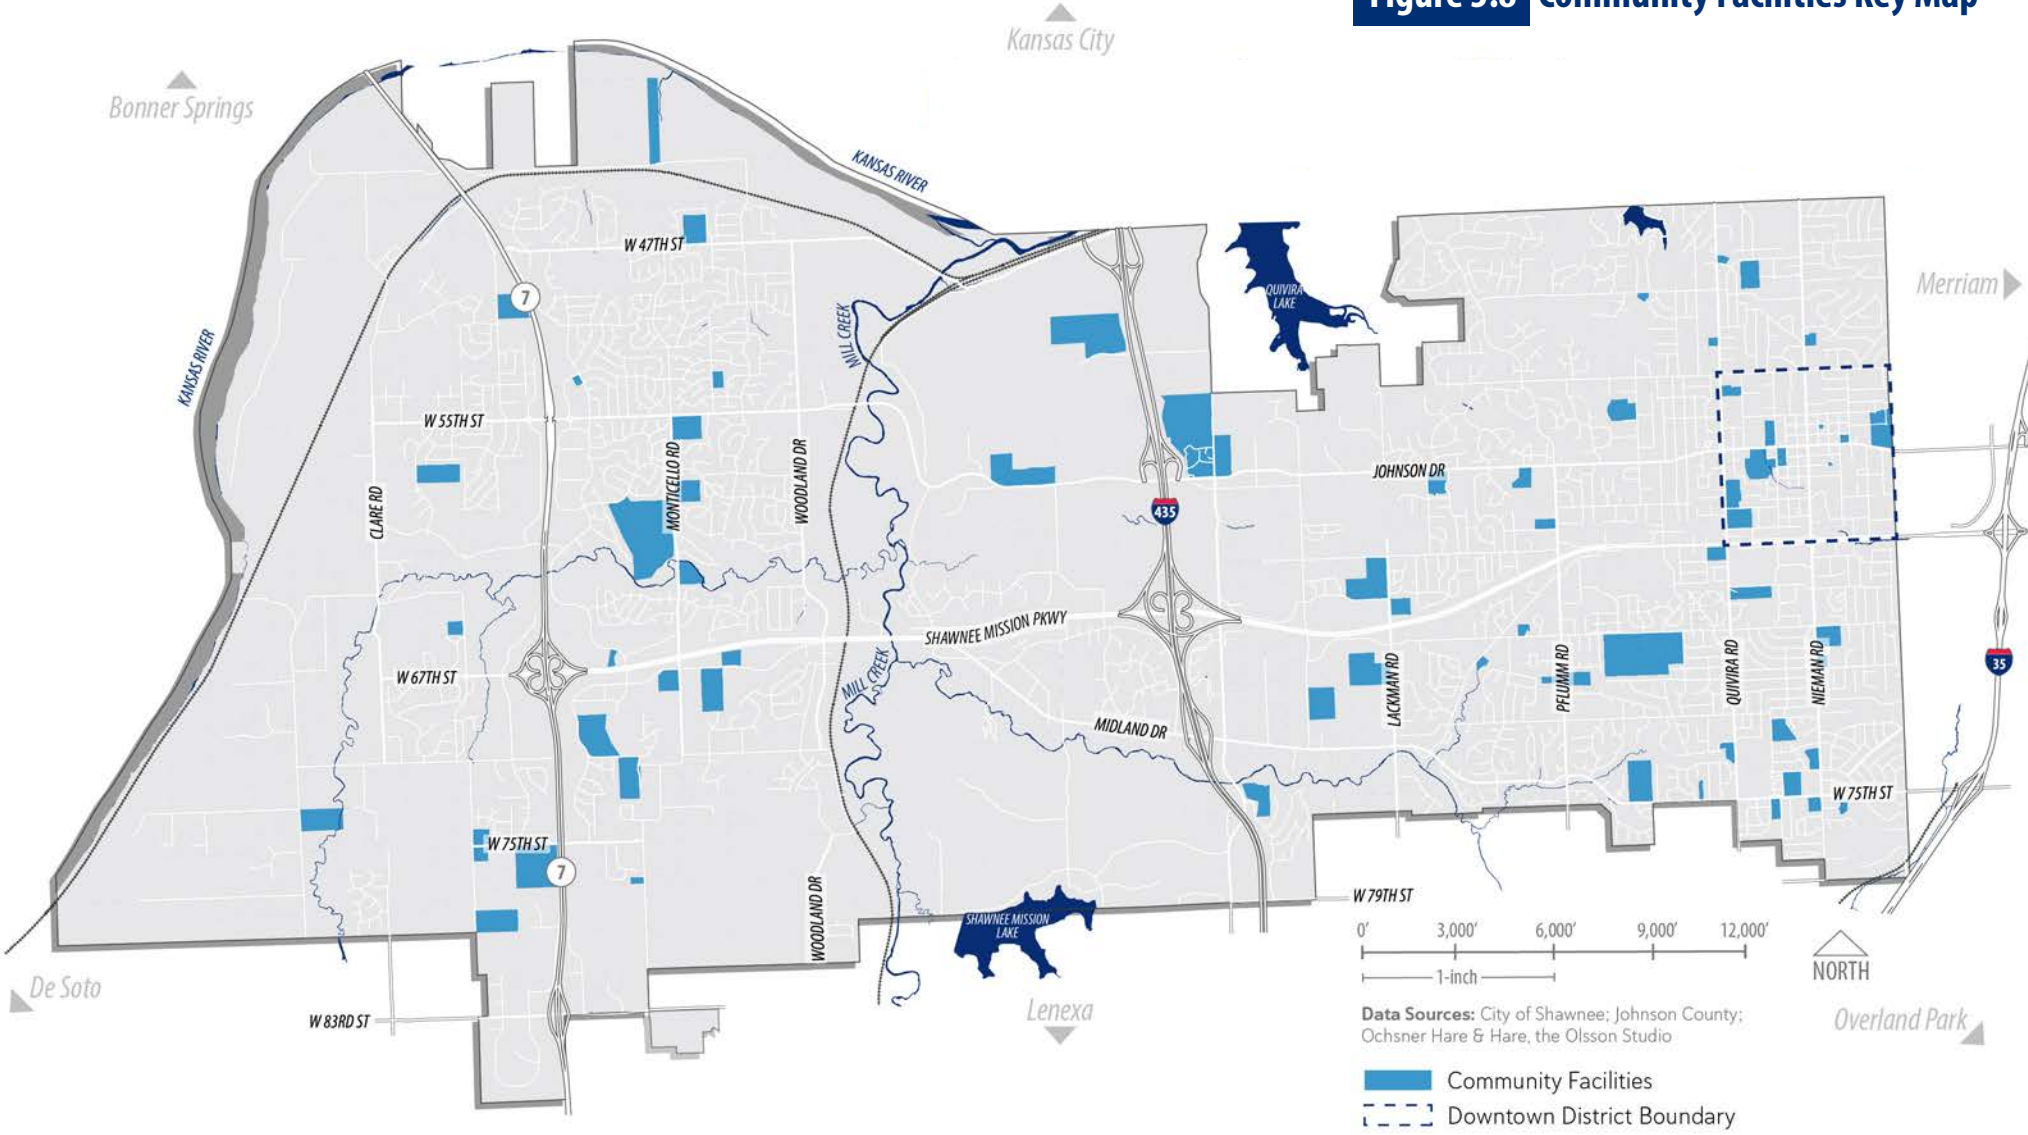 Figure 5.6 Community Facilities Key Map
Kansas City
Bonner Springs
KANSAS RIVER
W 47TH ST
QUIVIRA
LAKE
Merriam
7
MILL CREEK
KANSAS RIVER
W 55TH ST
MONTICELLO RD
WOODLAND DR
JOHNSON DR
CLARE RD
435
SHAWNEE MISSION PKWY
W 67TH ST
MILL CREEK
LACKMAN RD
PFLUMM RD
QUIVIRA RD
NIEMAN RD
35
MIDLAND DR
W 75TH ST
W 75TH ST
7
WOODLAND DR
W 79TH ST
SHAWNEE MISSION
LAKE
0' 3,000' 6,000' 9,000' 12,000'
1-inch
NORTH
De Soto
W 83RD ST
Lenexa
Data Sources: City of Shawnee; Johnson County;
Ochsner Hare & Hare, the Olsson Studio
Overland Park
Community Facilities
Downtown District Boundary